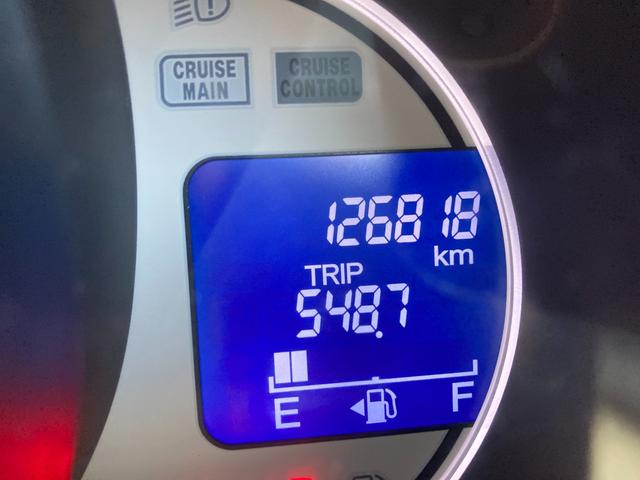 CRUISE MAIN
CRUISE CONTROL
126818
km
TRIP
548.7
E F